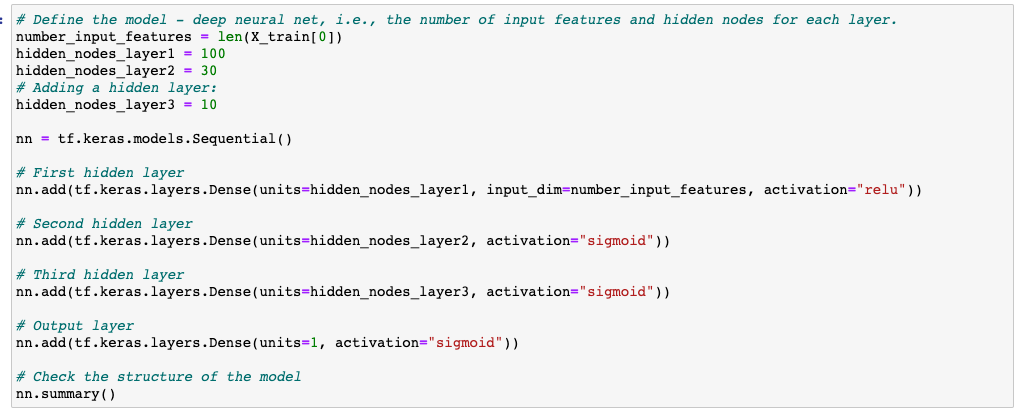 :
# Define the model - deep neural net, i.e., the number of input features and hidden nodes for each layer.
number_input_features = len(X_train[0])
hidden_nodes_layer1 = 100
hidden_nodes_layer2 = 30
# Adding a hidden layer:
hidden_nodes_layer3 = 10
nn = tf.keras.models.Sequential()
# First hidden layer
nn.add(tf.keras.layers.Dense(units=hidden_nodes_layer1, input_dim=number_input_features, activation="relu"))
# Second hidden layer
nn.add(tf.keras.layers.Dense(units=hidden_nodes_layer2, activation="sigmoid"))
# Third hidden layer
nn.add(tf.keras.layers.Dense(units=hidden_nodes_layer3, activation="sigmoid"))
# Output layer
nn.add(tf.keras.layers.Dense(units=1, activation="sigmoid"))
# Check the structure of the model
nn.summary()